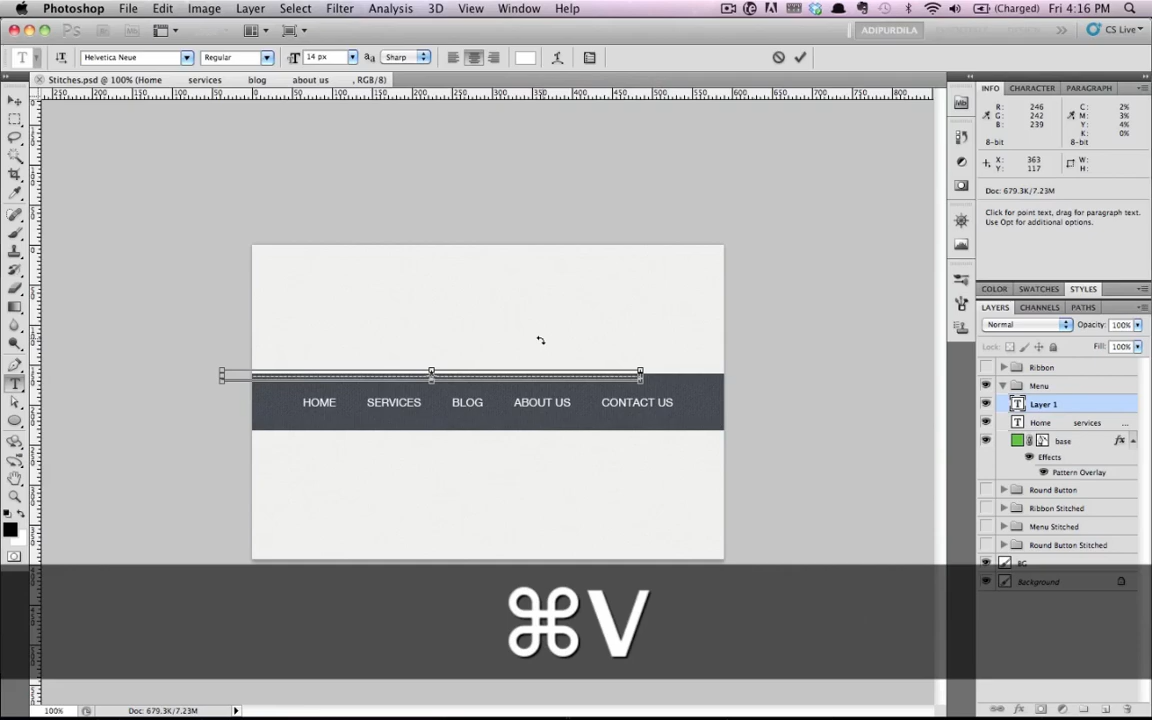 Photoshop File Edit Image Layer Select Filter Analysis 3D View Window Help (Charged) Fri 4:16 PM
Ps 100% ADIPURDILA CS Live
T Helvetica Neue Regular 14 px Sharp
Stitches.psd @ 100% (Home services blog about us , RGB/8)
INFO CHARACTER PARAGRAPH
R: 246 C: 2%
G: 242 M: 3%
B: 239 Y: 4%
K: 0%
8-bit 8-bit
X: 363 W:
Y: 117 H:
Doc: 679.3K/7.23M
Click for point text, drag for paragraph text.
Use Opt for additional options.
COLOR SWATCHES STYLES
LAYERS CHANNELS PATHS
Normal Opacity: 100%
Lock: Fill: 100%
Ribbon
Menu
Layer 1
Home services ...
base fx
Effects
Pattern Overlay
Round Button
Ribbon Stitched
Menu Stitched
Round Button Stitched
BG
Background
HOME SERVICES BLOG ABOUT US CONTACT US
⌘V
100% Doc: 679.3K/7.23M